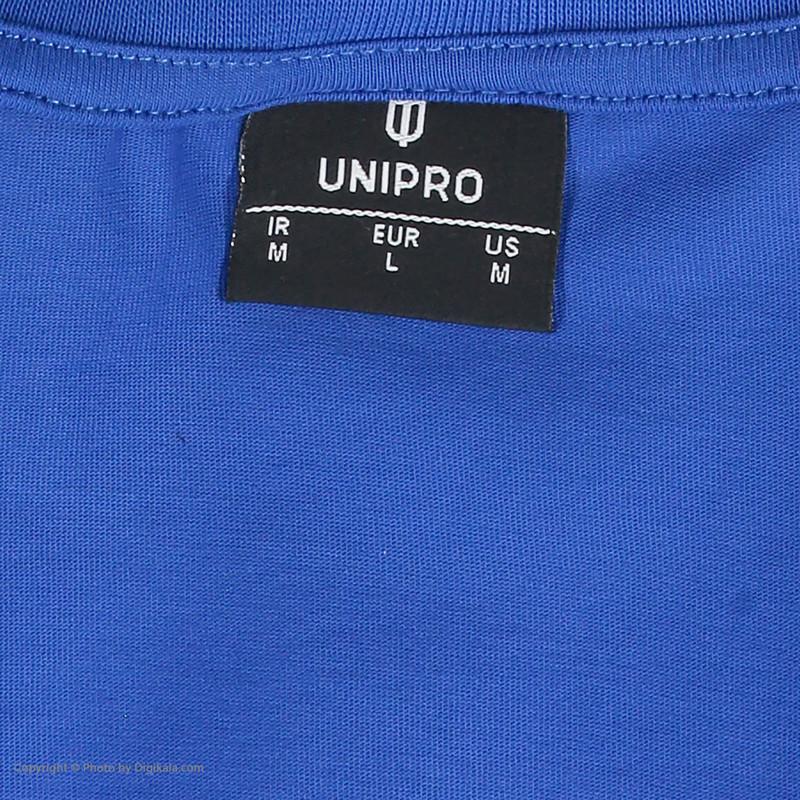 UNIPRO
IR EUR US
M L M
Copyright © Photo by Digikala.com